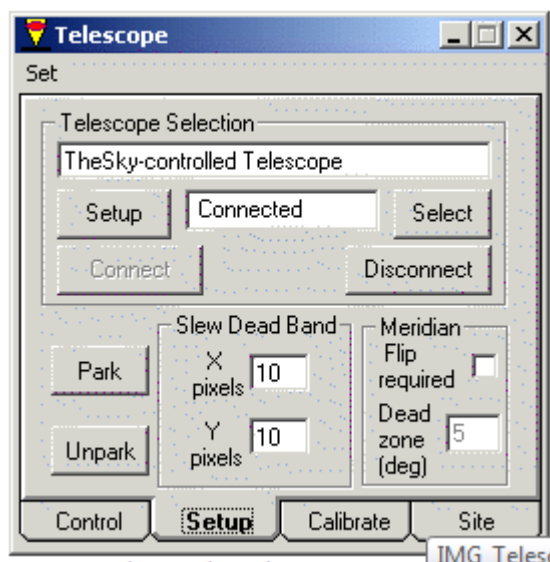 Telescope
Set
Telescope Selection
TheSky-controlled Telescope
Setup
Connected
Select
Connect
Disconnect
Park
Unpark
Slew Dead Band
X
pixels
10
Y
pixels
10
Meridian
Flip
required
Dead
zone
(deg)
5
Control
Setup
Calibrate
Site
IMG